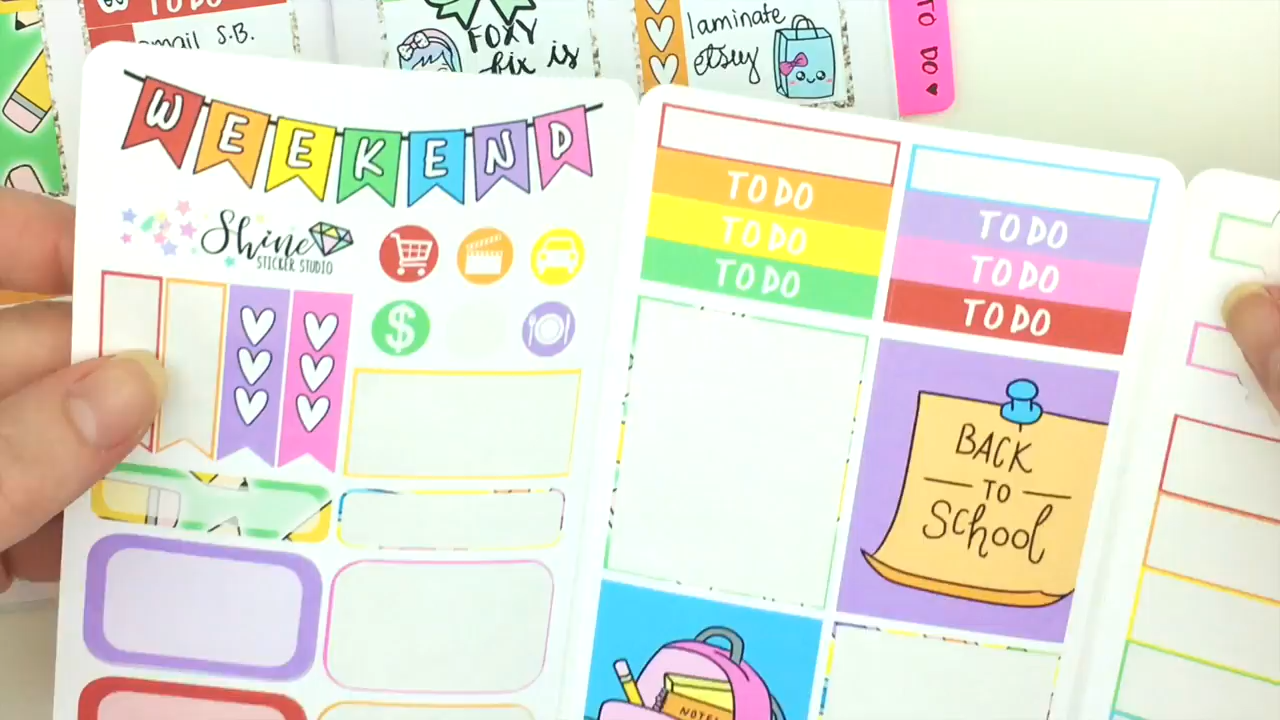 TO DO
email S.B.
FOXY
fix is
laminate
etsy
TO DO
WEEKEND
Shine
STICKER STUDIO
$
TO DO
TO DO
TO DO
TO DO
TO DO
TO DO
BACK
TO
School
NOTES